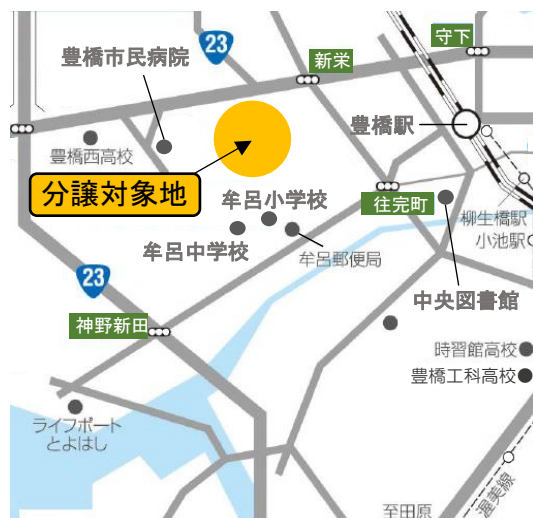 23
守下
新栄
豊橋市民病院
豊橋駅
豊橋西高校
分譲対象地
牟呂小学校
往完町
柳生橋駅
小池駅
牟呂中学校
牟呂郵便局
23
中央図書館
神野新田
時習館高校
豊橋工科高校
ライフポート
とよはし
渥美線
至田原